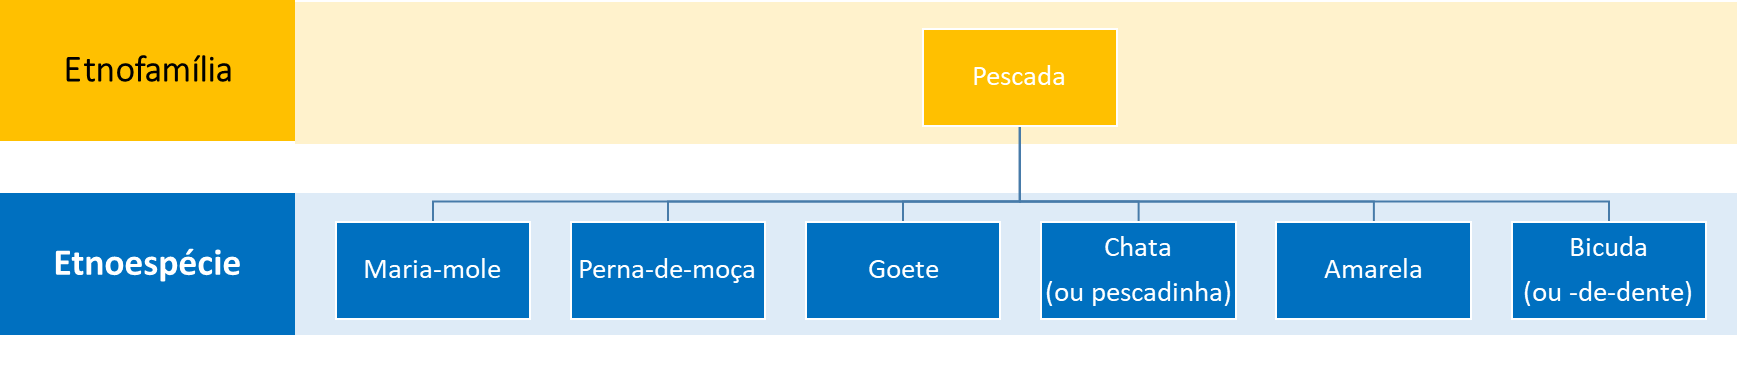 Etnofamília
Pescada
Etnoespécie
Maria-mole
Perna-de-moça
Goete
Chata
(ou pescadinha)
Amarela
Bicuda
(ou -de-dente)